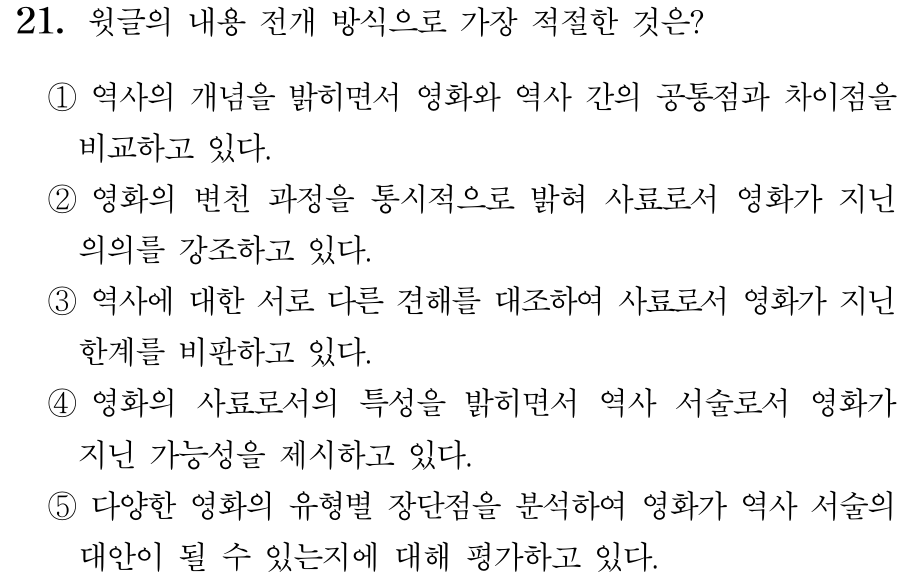 21. 윗글의 내용 전개 방식으로 가장 적절한 것은?
① 역사의 개념을 밝히면서 영화와 역사 간의 공통점과 차이점을
비교하고 있다.
② 영화의 변천 과정을 통시적으로 밝혀 사료로서 영화가 지닌
의의를 강조하고 있다.
③ 역사에 대한 서로 다른 견해를 대조하여 사료로서 영화가 지닌
한계를 비판하고 있다.
④ 영화의 사료로서의 특성을 밝히면서 역사 서술로서 영화가
지닌 가능성을 제시하고 있다.
⑤ 다양한 영화의 유형별 장단점을 분석하여 영화가 역사 서술의
대안이 될 수 있는지에 대해 평가하고 있다.